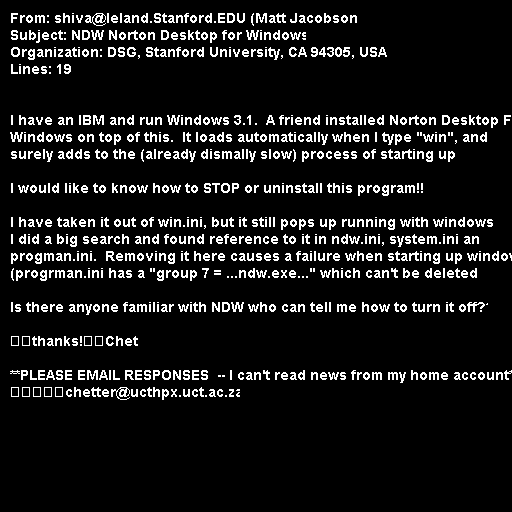 From: shiva@leland.Stanford.EDU (Matt Jacobson
Subject: NDW Norton Desktop for Windows
Organization: DSG, Stanford University, CA 94305, USA
Lines: 19
I have an IBM and run Windows 3.1.  A friend installed Norton Desktop F
Windows on top of this.  It loads automatically when I type "win", and
surely adds to the (already dismally slow) process of starting up
I would like to know how to STOP or uninstall this program!!
I have taken it out of win.ini, but it still pops up running with windows
I did a big search and found reference to it in ndw.ini, system.ini an
progman.ini.  Removing it here causes a failure when starting up window
(progrman.ini has a "group 7 = ...ndw.exe..." which can't be deleted
Is there anyone familiar with NDW who can tell me how to turn it off?
thanks!Chet
**PLEASE EMAIL RESPONSES  -- I can't read news from my home account*
chetter@ucthpx.uct.ac.za